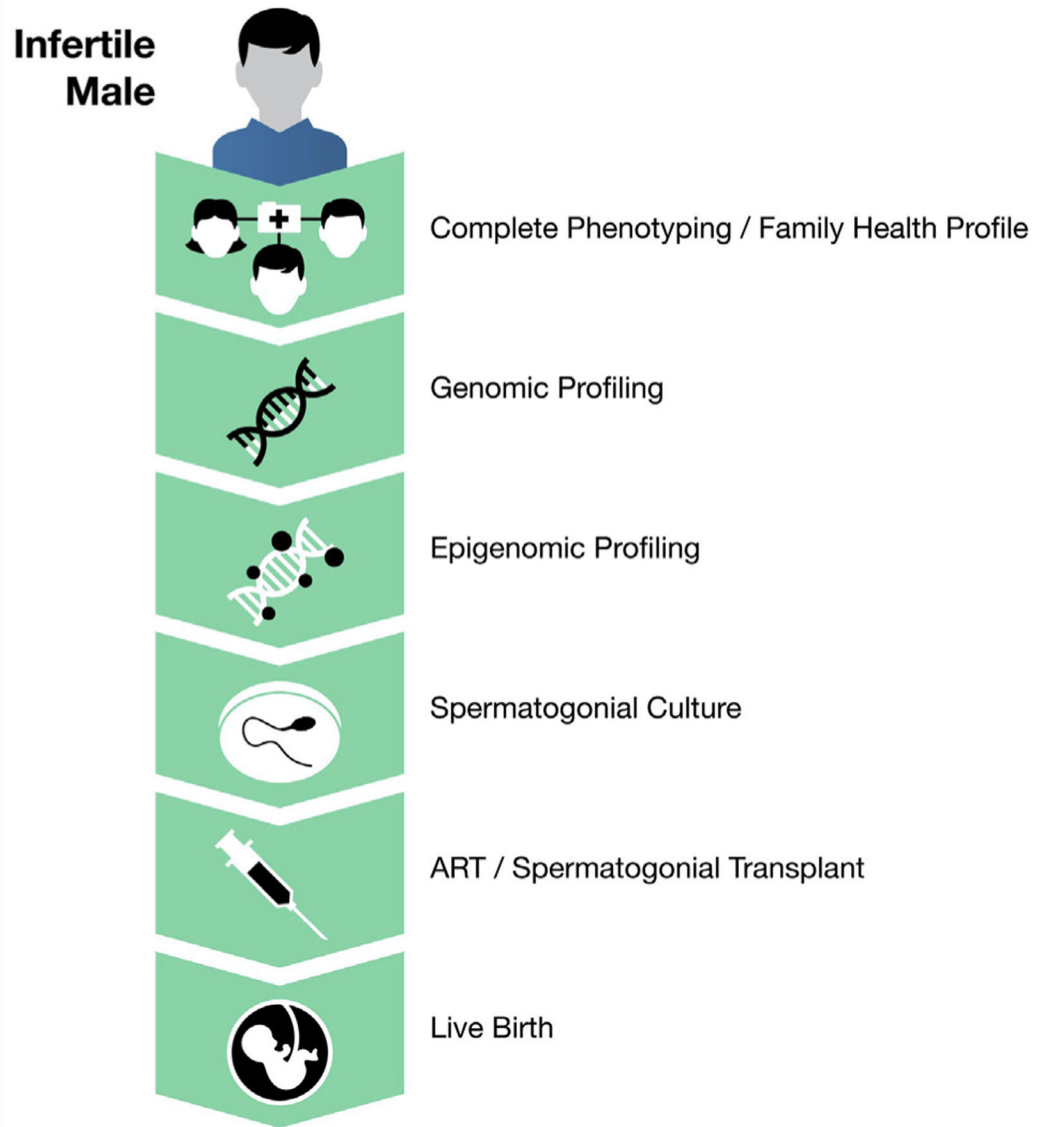 Infertile
Male
Complete Phenotyping / Family Health Profile
Genomic Profiling
Epigenomic Profiling
Spermatogonial Culture
ART / Spermatogonial Transplant
Live Birth